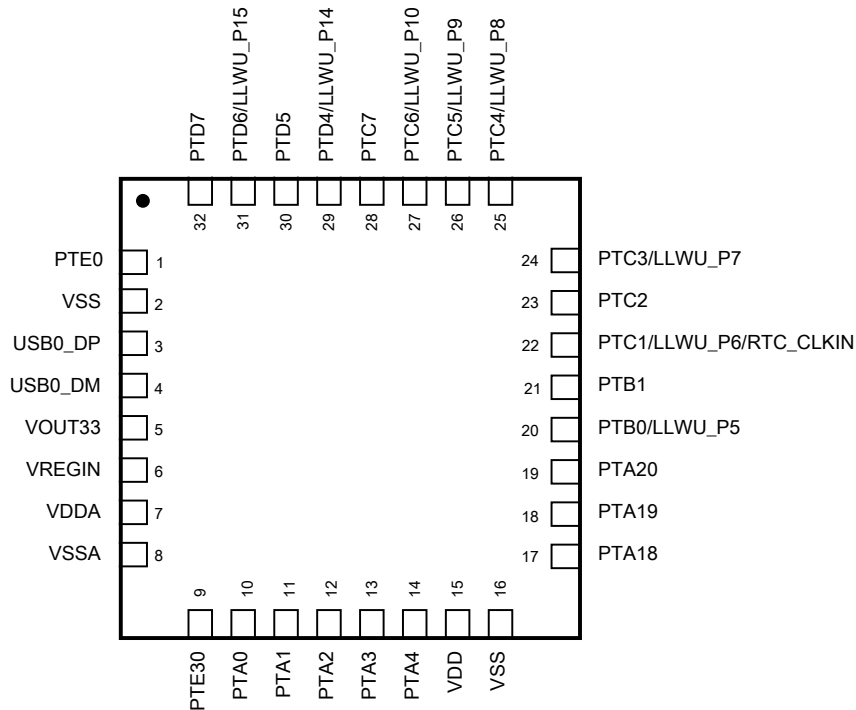 PTD7
PTD6/LLWU_P15
PTD5
PTD4/LLWU_P14
PTC7
PTC6/LLWU_P10
PTC5/LLWU_P9
PTC4/LLWU_P8
32
31
30
29
28
27
26
25
PTE0 1
VSS 2
USB0_DP 3
USB0_DM 4
VOUT33 5
VREGIN 6
VDDA 7
VSSA 8
24 PTC3/LLWU_P7
23 PTC2
22 PTC1/LLWU_P6/RTC_CLKIN
21 PTB1
20 PTB0/LLWU_P5
19 PTA20
18 PTA19
17 PTA18
9
10
11
12
13
14
15
16
PTE30
PTA0
PTA1
PTA2
PTA3
PTA4
VDD
VSS